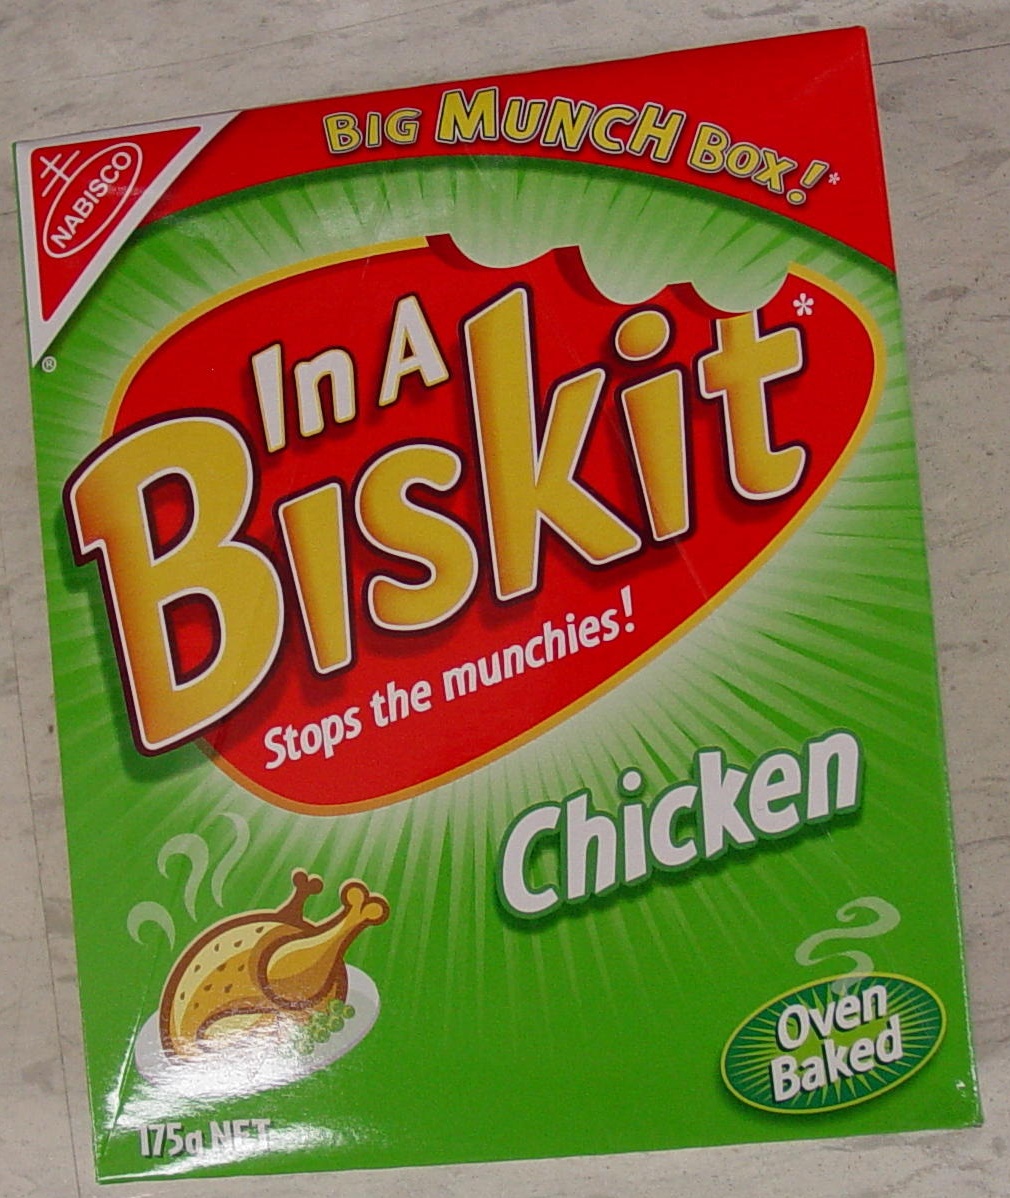 BIG MUNCH BOX!*
NABISCO
®
In A
Biskit*
Stops the munchies!
Chicken
Oven
Baked
175g NET